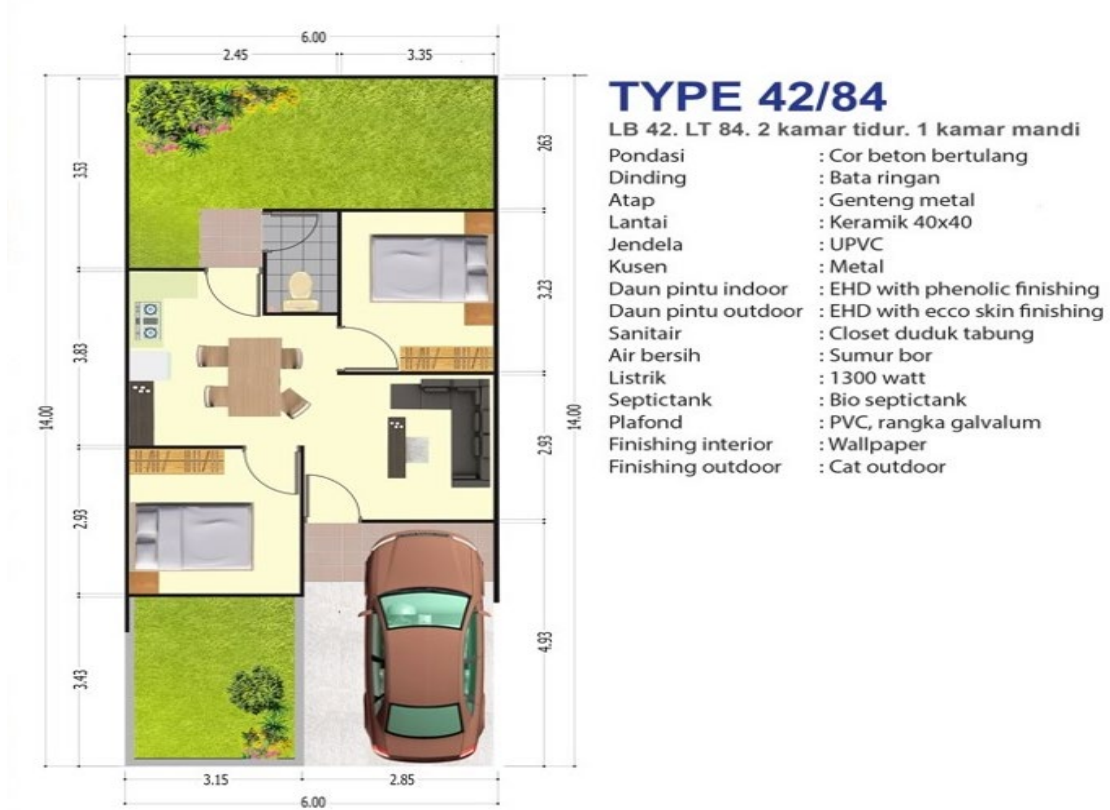 6.00
2.45
3.35
14.00
3.53
3.83
2.93
3.43
263
3.23
2.93
4.93
14.00
3.15
2.85
6.00
TYPE 42/84
LB 42. LT 84. 2 kamar tidur. 1 kamar mandi
Pondasi : Cor beton bertulang
Dinding : Bata ringan
Atap : Genteng metal
Lantai : Keramik 40x40
Jendela : UPVC
Kusen : Metal
Daun pintu indoor : EHD with phenolic finishing
Daun pintu outdoor : EHD with ecco skin finishing
Sanitair : Closet duduk tabung
Air bersih : Sumur bor
Listrik : 1300 watt
Septictank : Bio septictank
Plafond : PVC, rangka galvalum
Finishing interior : Wallpaper
Finishing outdoor : Cat outdoor